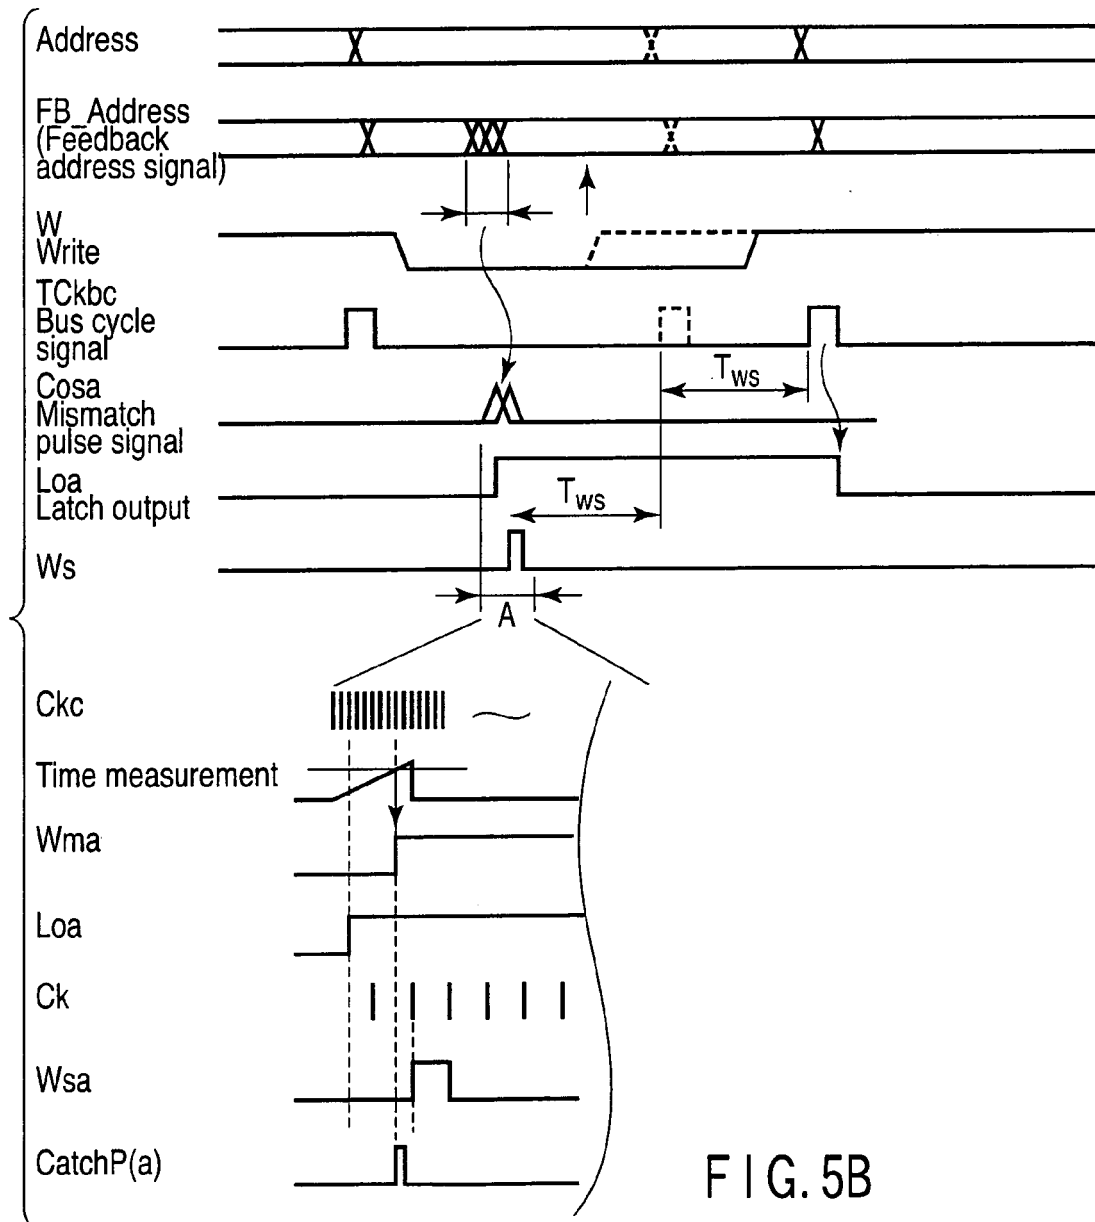 Address
FB_Address
(Feedback
address signal)
W
Write
TCkbc
Bus cycle
signal
TWS
Cosa
Mismatch
pulse signal
Loa
Latch output
TWS
Ws
A
Ckc
Time measurement
Wma
Loa
Ck
Wsa
CatchP(a)
FIG. 5B